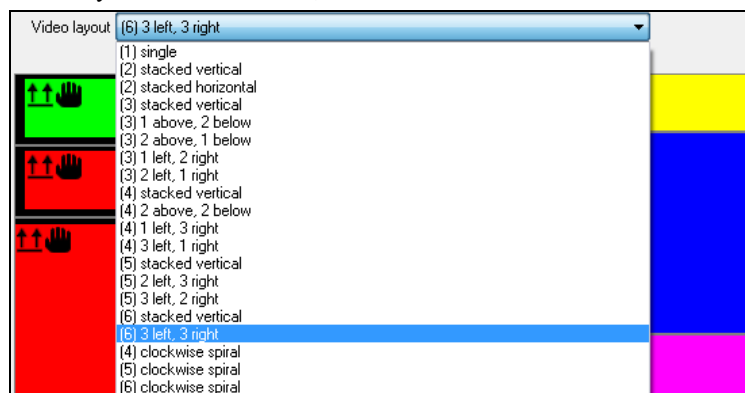 Video layout (6) 3 left, 3 right
(1) single
(2) stacked vertical
(2) stacked horizontal
(3) stacked vertical
(3) 1 above, 2 below
(3) 2 above, 1 below
(3) 1 left, 2 right
(3) 2 left, 1 right
(4) stacked vertical
(4) 2 above, 2 below
(4) 1 left, 3 right
(4) 3 left, 1 right
(5) stacked vertical
(5) 2 left, 3 right
(5) 3 left, 2 right
(6) stacked vertical
(6) 3 left, 3 right
(4) clockwise spiral
(5) clockwise spiral
(6) clockwise spiral